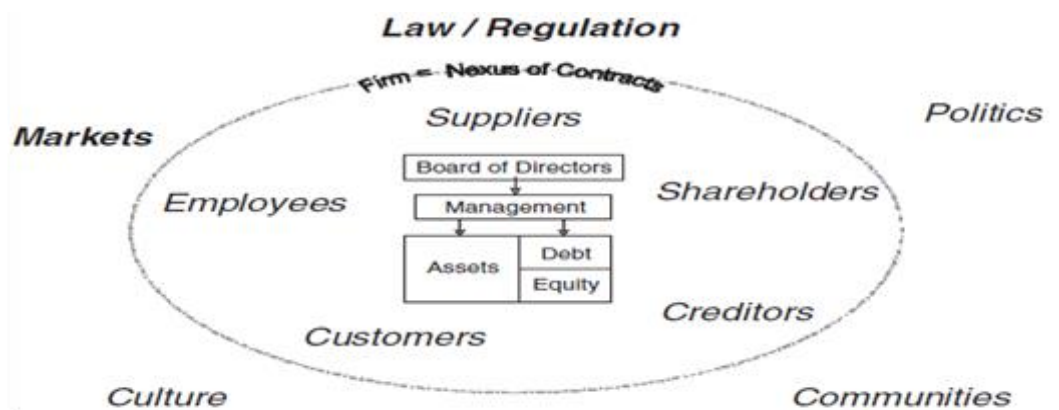 Law / Regulation
Firm = Nexus of Contracts
Politics
Suppliers
Markets
Board of Directors
Shareholders
Employees
Management
Assets
Debt
Equity
Creditors
Customers
Culture
Communities